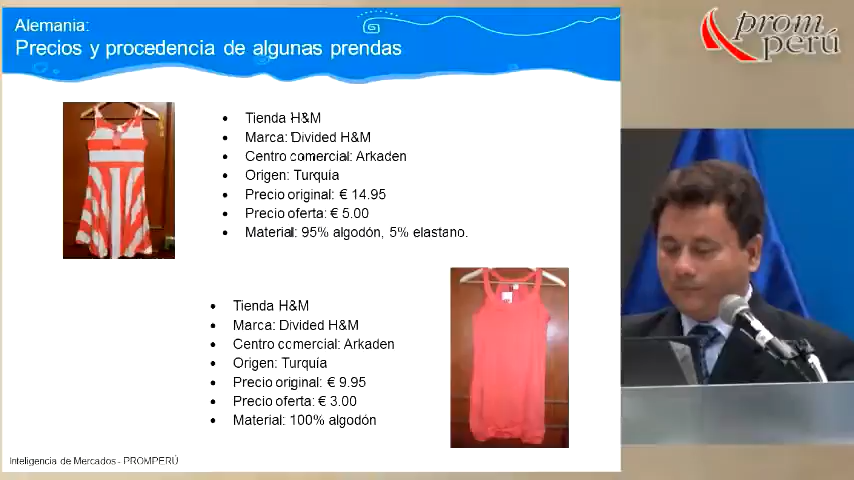 Alemania:
Precios y procedencia de algunas prendas
prom
perú
• Tienda H&M
• Marca: Divided H&M
• Centro comercial: Arkaden
• Origen: Turquía
• Precio original: € 14.95
• Precio oferta: € 5.00
• Material: 95% algodón, 5% elastano.
• Tienda H&M
• Marca: Divided H&M
• Centro comercial: Arkaden
• Origen: Turquía
• Precio original: € 9.95
• Precio oferta: € 3.00
• Material: 100% algodón
Inteligencia de Mercados - PROMPERÚ